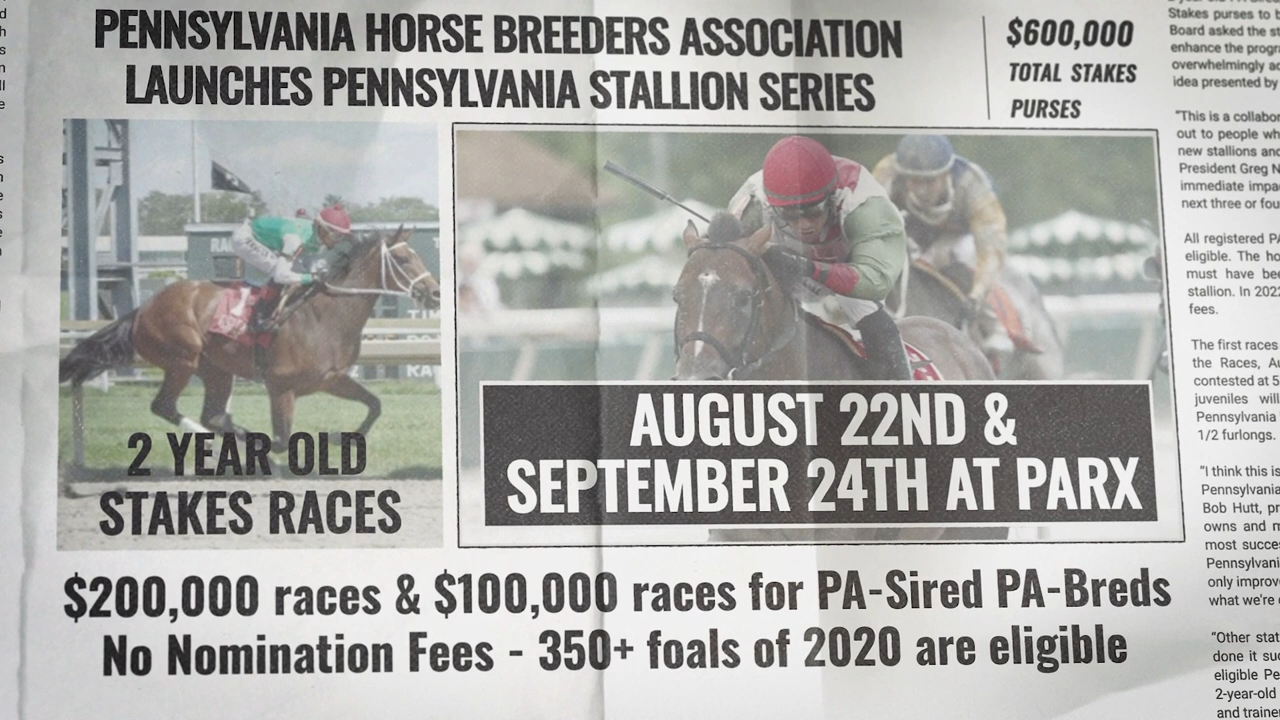 PENNSYLVANIA HORSE BREEDERS ASSOCIATION
LAUNCHES PENNSYLVANIA STALLION SERIES
$600,000
TOTAL STAKES
PURSES
2 YEAR OLD
STAKES RACES
AUGUST 22ND &
SEPTEMBER 24TH AT PARX
$200,000 races & $100,000 races for PA-Sired PA-Breds
No Nomination Fees - 350+ foals of 2020 are eligible
Stakes purses to
Board asked the
enhance the
overwhelmingly
idea presented by
"This is a
out to people
new stallions and
President Greg
immediate
next three or
All registered
eligible. The
must have
stallion. In 2022
fees.
The first races
the Races,
contested at
juveniles will
Pennsylvania
1/2 furlongs.
"I think this is
Pennsylvania
Bob Hutt,
owns and
most
only
what we're
"Other
done it
eligible
2-year-old
and